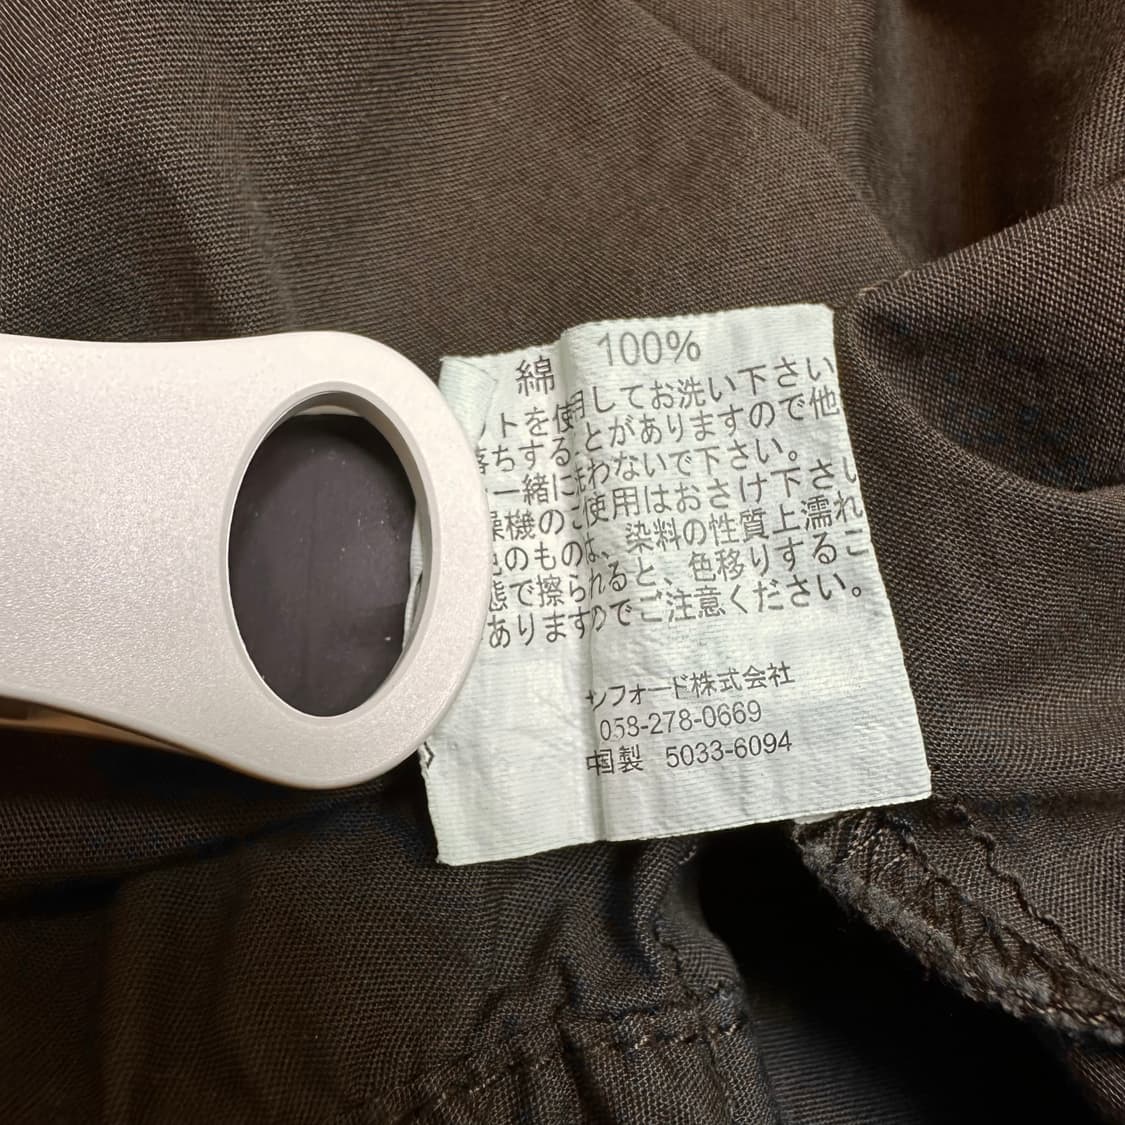 綿 100%
ットを使用してお洗い下さい
落ちすることがありますので他
一緒に洗わないで下さい。
燥機のご使用はおさけ下さい
色のものは、染料の性質上濡れ
態で擦られると、色移りするこ
ありますのでご注意ください。
ンフォード株式会社
058-278-0669
中国製 5033-6094